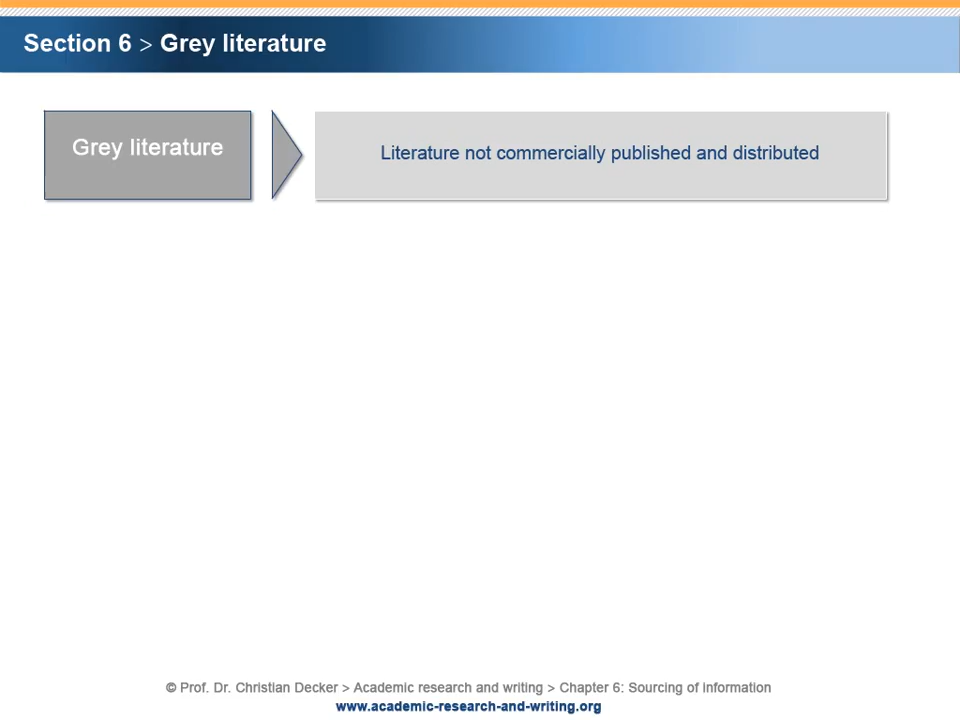 Section 6 > Grey literature
Grey literature
Literature not commercially published and distributed
© Prof. Dr. Christian Decker > Academic research and writing > Chapter 6: Sourcing of information
www.academic-research-and-writing.org